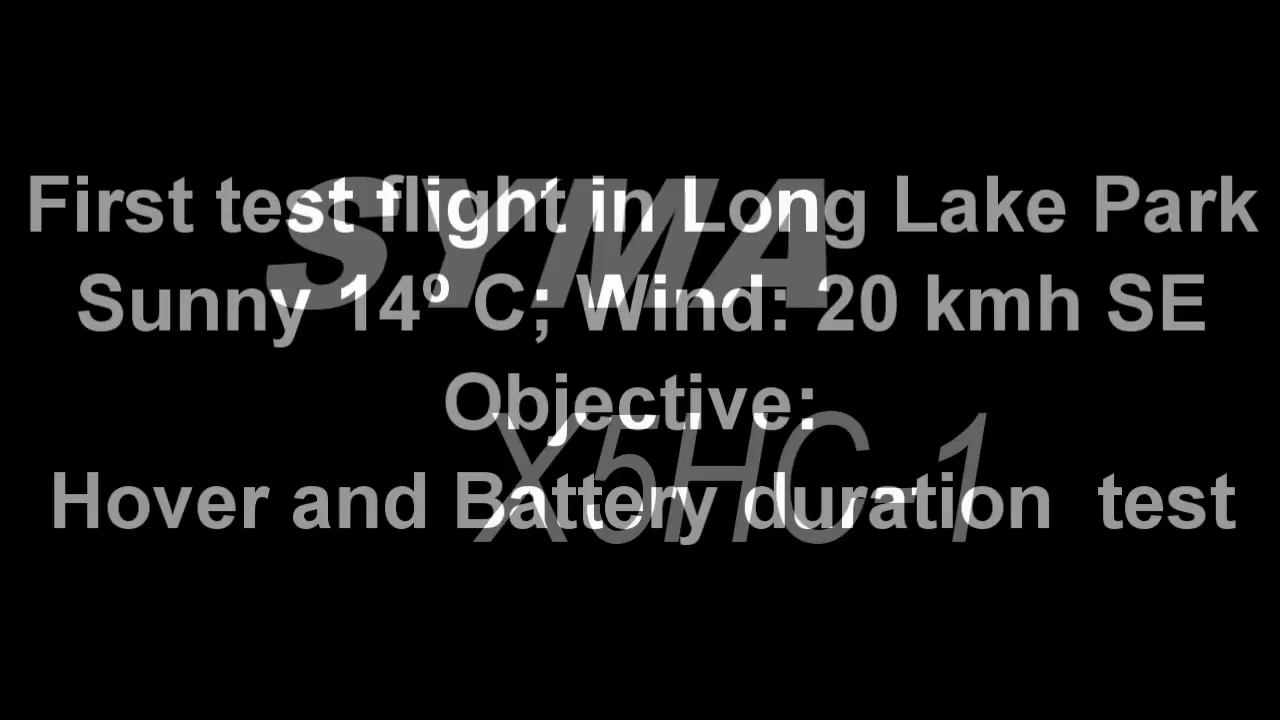 SYMA
X5HC-1
First test flight in Long Lake Park
Sunny 14º C; Wind: 20 kmh SE
Objective:
Hover and Battery duration  test